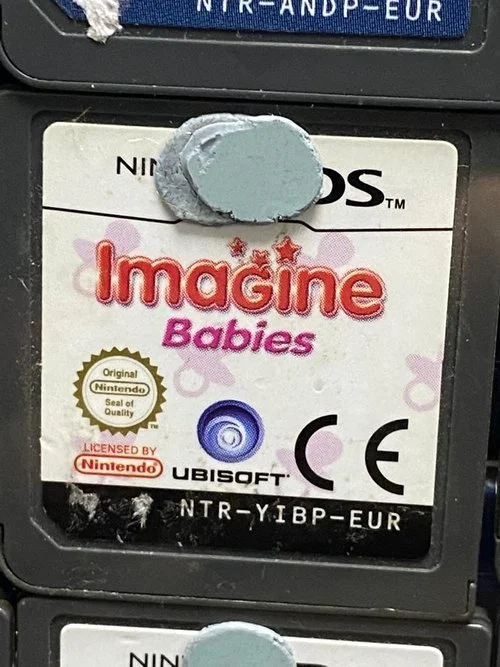 NTR-ANDP-EUR
NIN DS™
Imagine
Babies
Original
Nintendo
Seal of
Quality
TM
LICENSED BY
Nintendo®
UBISOFT
CE
NTR-YIBP-EUR
NIN